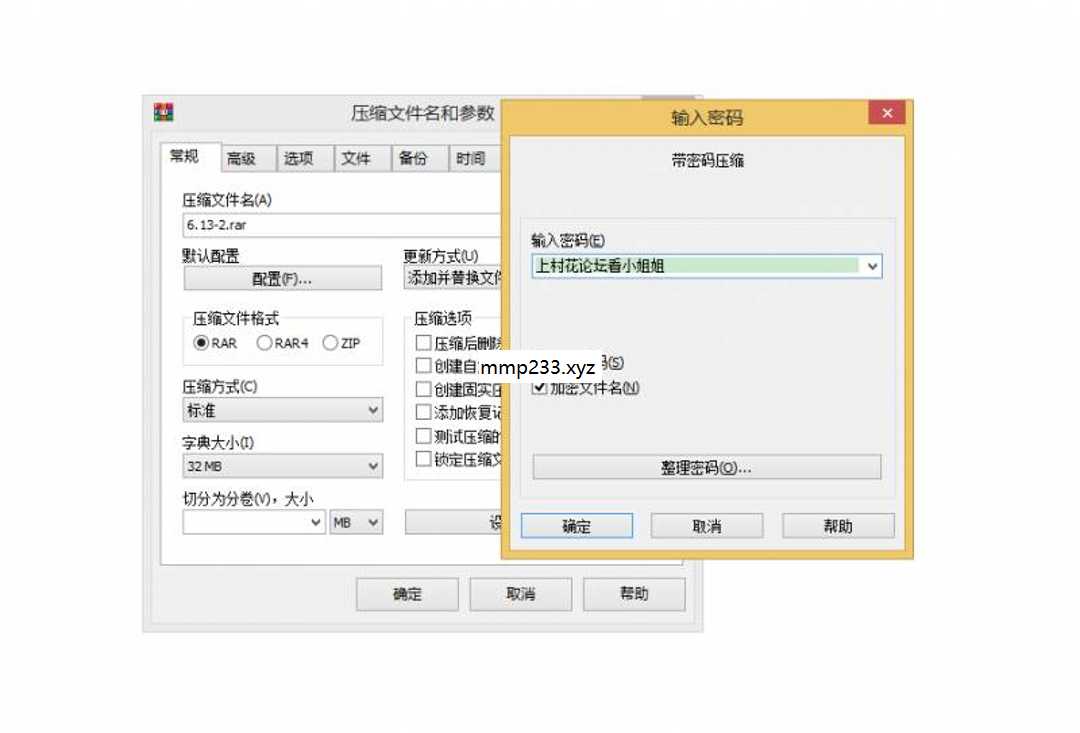 压缩文件名和参数
常规 高级 选项 文件 备份 时间
压缩文件名(A)
6.13-2.rar
默认配置
配置(F)...
更新方式(U)
添加并替换文件
压缩文件格式
RAR RAR4 ZIP
压缩方式(C)
标准
字典大小(I)
32 MB
切分为分卷(V)，大小
MB
压缩选项
压缩后删除
创建自
创建固实压
添加恢复记
测试压缩的
锁定压缩文
设
确定 取消 帮助
输入密码
带密码压缩
输入密码(E)
上村花论坛看小姐姐
mmp233.xyz
码(S)
加密文件名(N)
整理密码(O)...
确定 取消 帮助